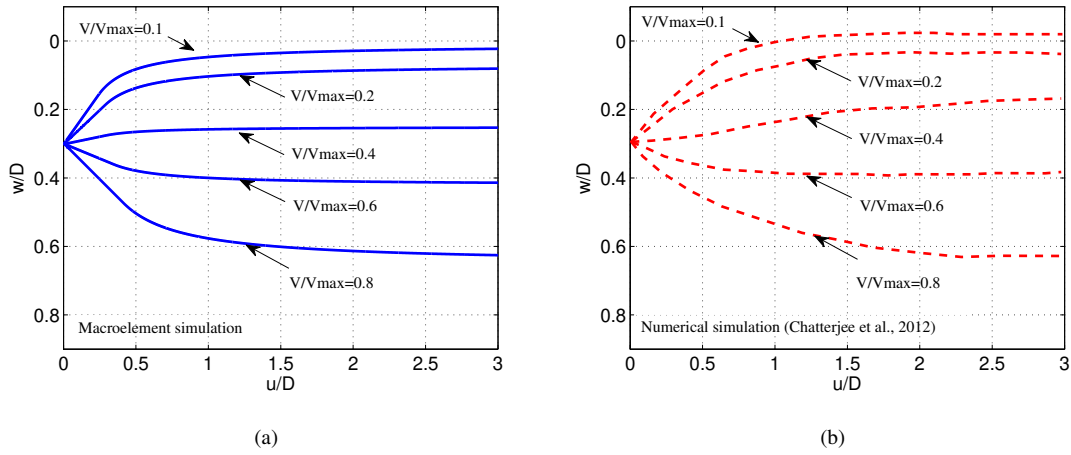 V/Vmax=0.1
0
V/Vmax=0.2
0.2
w/D
V/Vmax=0.4
0.4
V/Vmax=0.6
0.6
V/Vmax=0.8
0.8
Macroelement simulation
0 0.5 1 1.5 2 2.5 3
u/D
(a)
V/Vmax=0.1
0
V/Vmax=0.2
0.2
w/D
V/Vmax=0.4
0.4
V/Vmax=0.6
0.6
V/Vmax=0.8
0.8
Numerical simulation (Chatterjee et al., 2012)
0 0.5 1 1.5 2 2.5 3
u/D
(b)